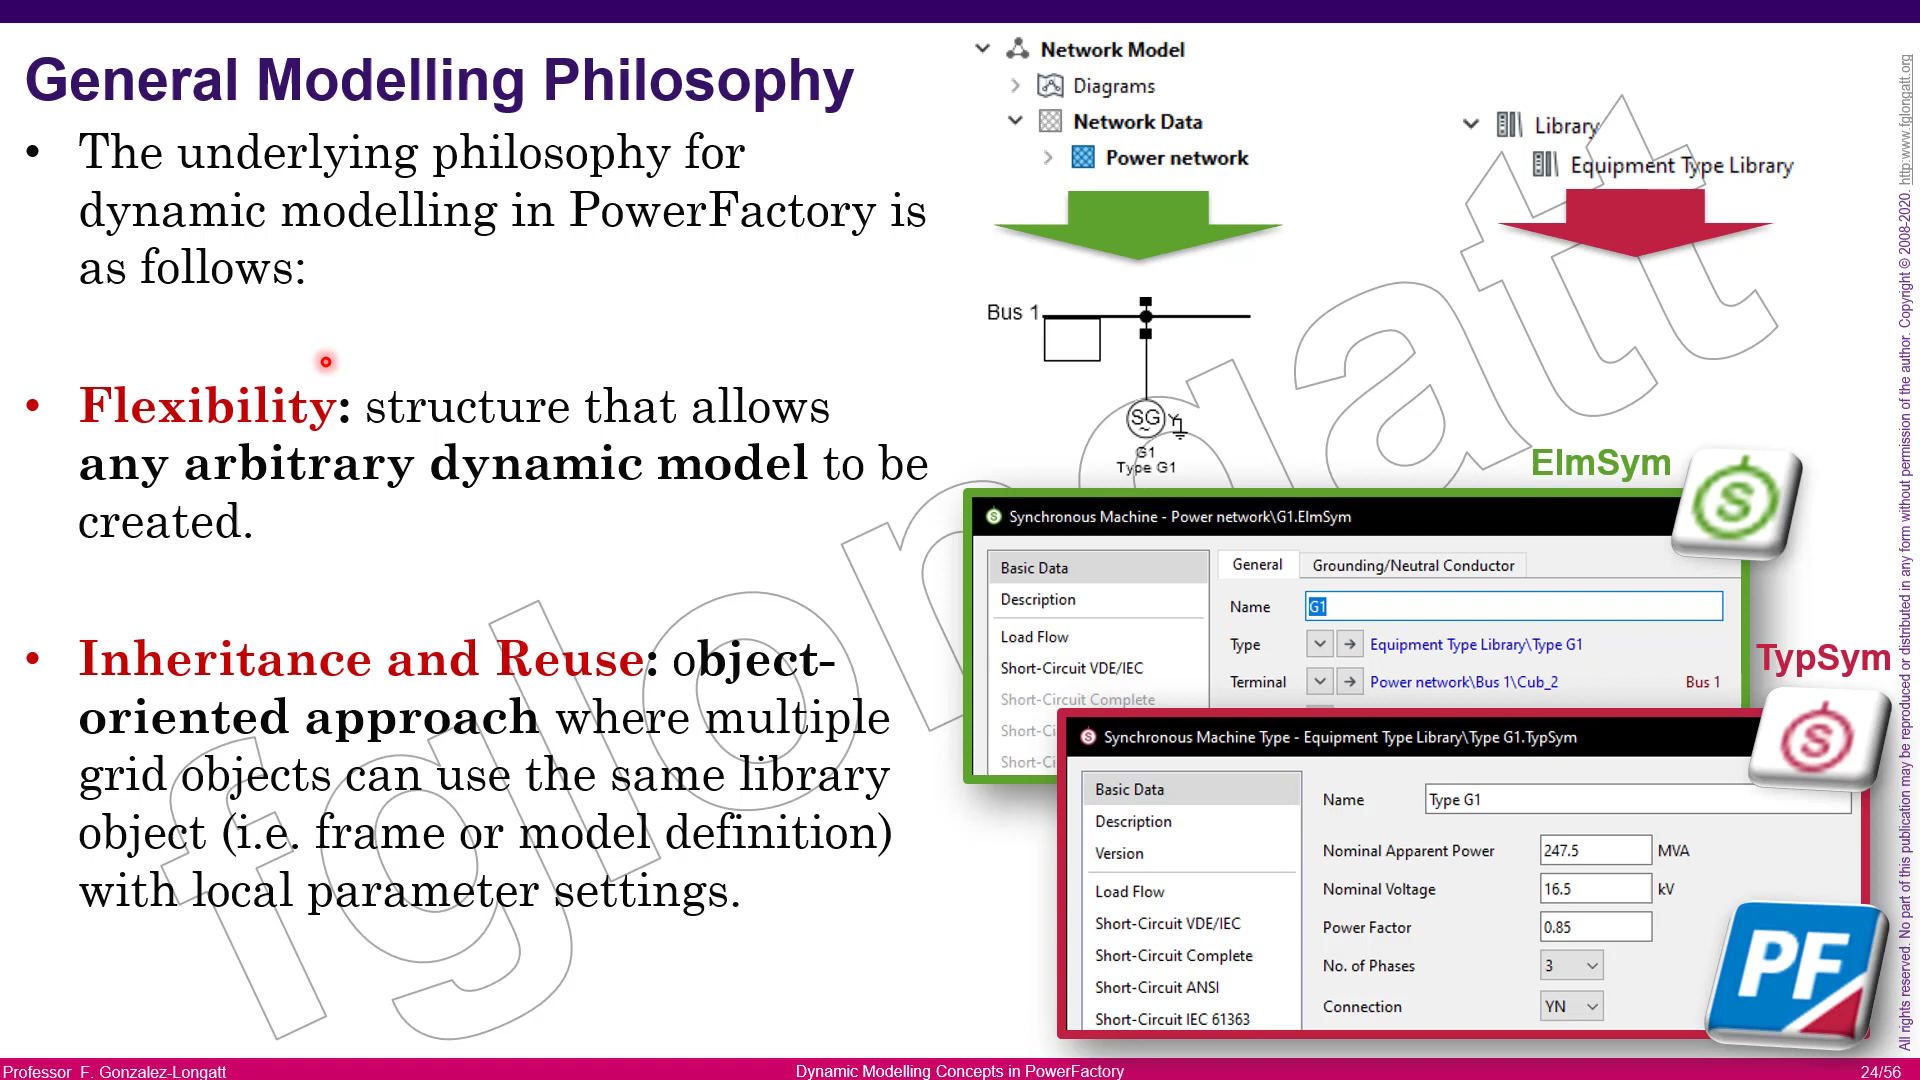 General Modelling Philosophy
• The underlying philosophy for
dynamic modelling in PowerFactory is
as follows:
• Flexibility: structure that allows
any arbitrary dynamic model to be
created.
• Inheritance and Reuse: object-
oriented approach where multiple
grid objects can use the same library
object (i.e. frame or model definition)
with local parameter settings.
Network Model
Diagrams
Network Data
Power network
Library
Equipment Type Library
Bus 1
SG
G1
Type G1
ElmSym
S
Synchronous Machine - Power network\G1.ElmSym
Basic Data
Description
Load Flow
Short-Circuit VDE/IEC
Short-Circuit Complete
Short-Ci
Short-Ci
General
Grounding/Neutral Conductor
Name G1
Type Equipment Type Library\Type G1
Terminal Power network\Bus 1\Cub_2 Bus 1
TypSym
S
Synchronous Machine Type - Equipment Type Library\Type G1.TypSym
Basic Data
Description
Version
Load Flow
Short-Circuit VDE/IEC
Short-Circuit Complete
Short-Circuit ANSI
Short-Circuit IEC 61363
Name Type G1
Nominal Apparent Power 247.5 MVA
Nominal Voltage 16.5 kV
Power Factor 0.85
No. of Phases 3
Connection YN
PF
fglongatt
All rights reserved. No part of this publication may be reproduced or distributed in any form without permission of the author. Copyright © 2008-2020. http:www.fglongatt.org
Professor F. Gonzalez-Longatt
Dynamic Modelling Concepts in PowerFactory
24/56